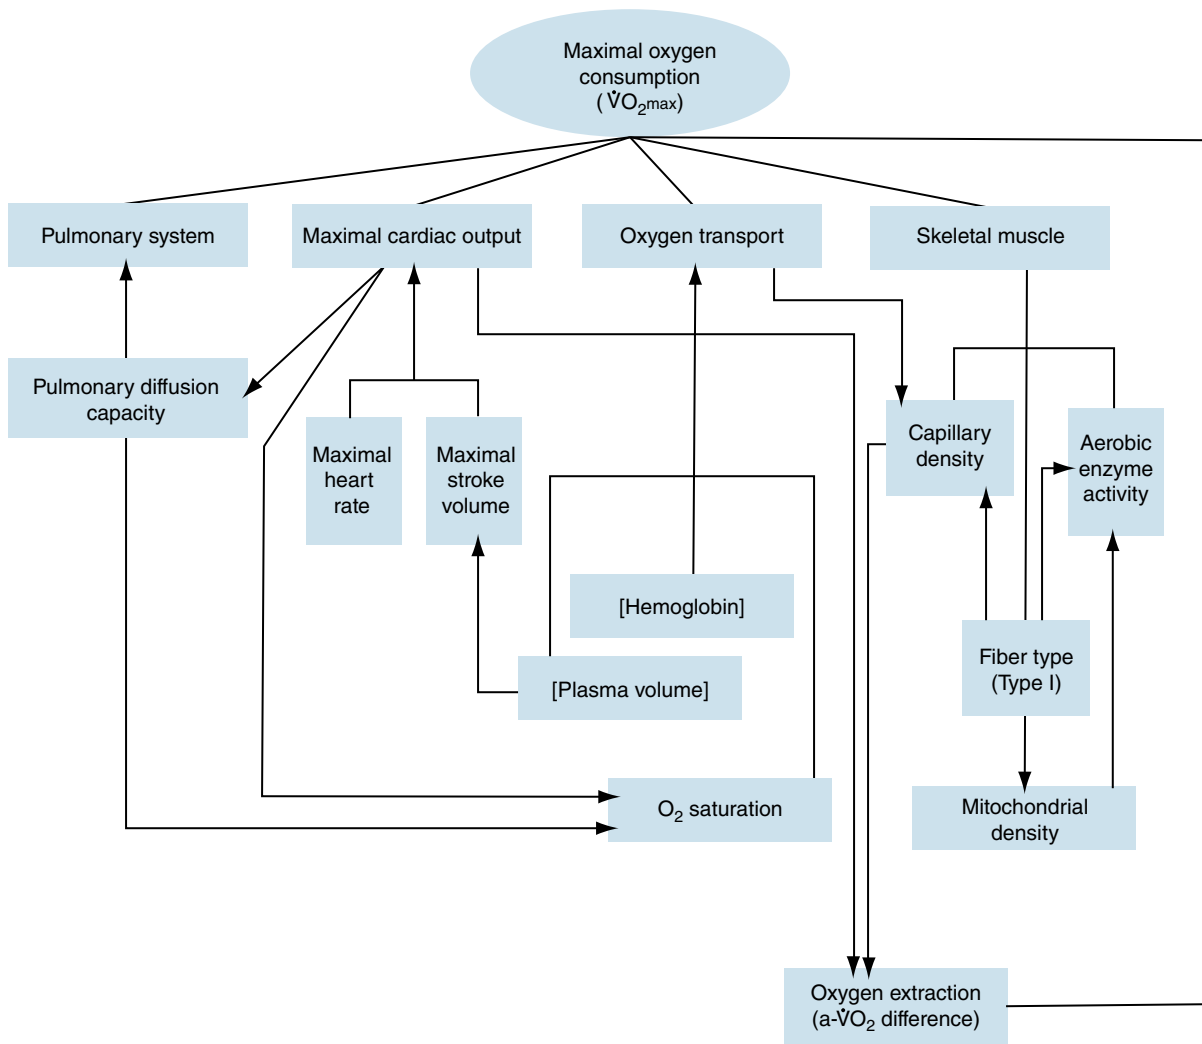 Maximal oxygen
consumption
(V̇O₂max)
Pulmonary system
Maximal cardiac output
Oxygen transport
Skeletal muscle
Pulmonary diffusion
capacity
Maximal
heart
rate
Maximal
stroke
volume
Capillary
density
Aerobic
enzyme
activity
[Hemoglobin]
[Plasma volume]
Fiber type
(Type I)
O₂ saturation
Mitochondrial
density
Oxygen extraction
(a-V̇O₂ difference)